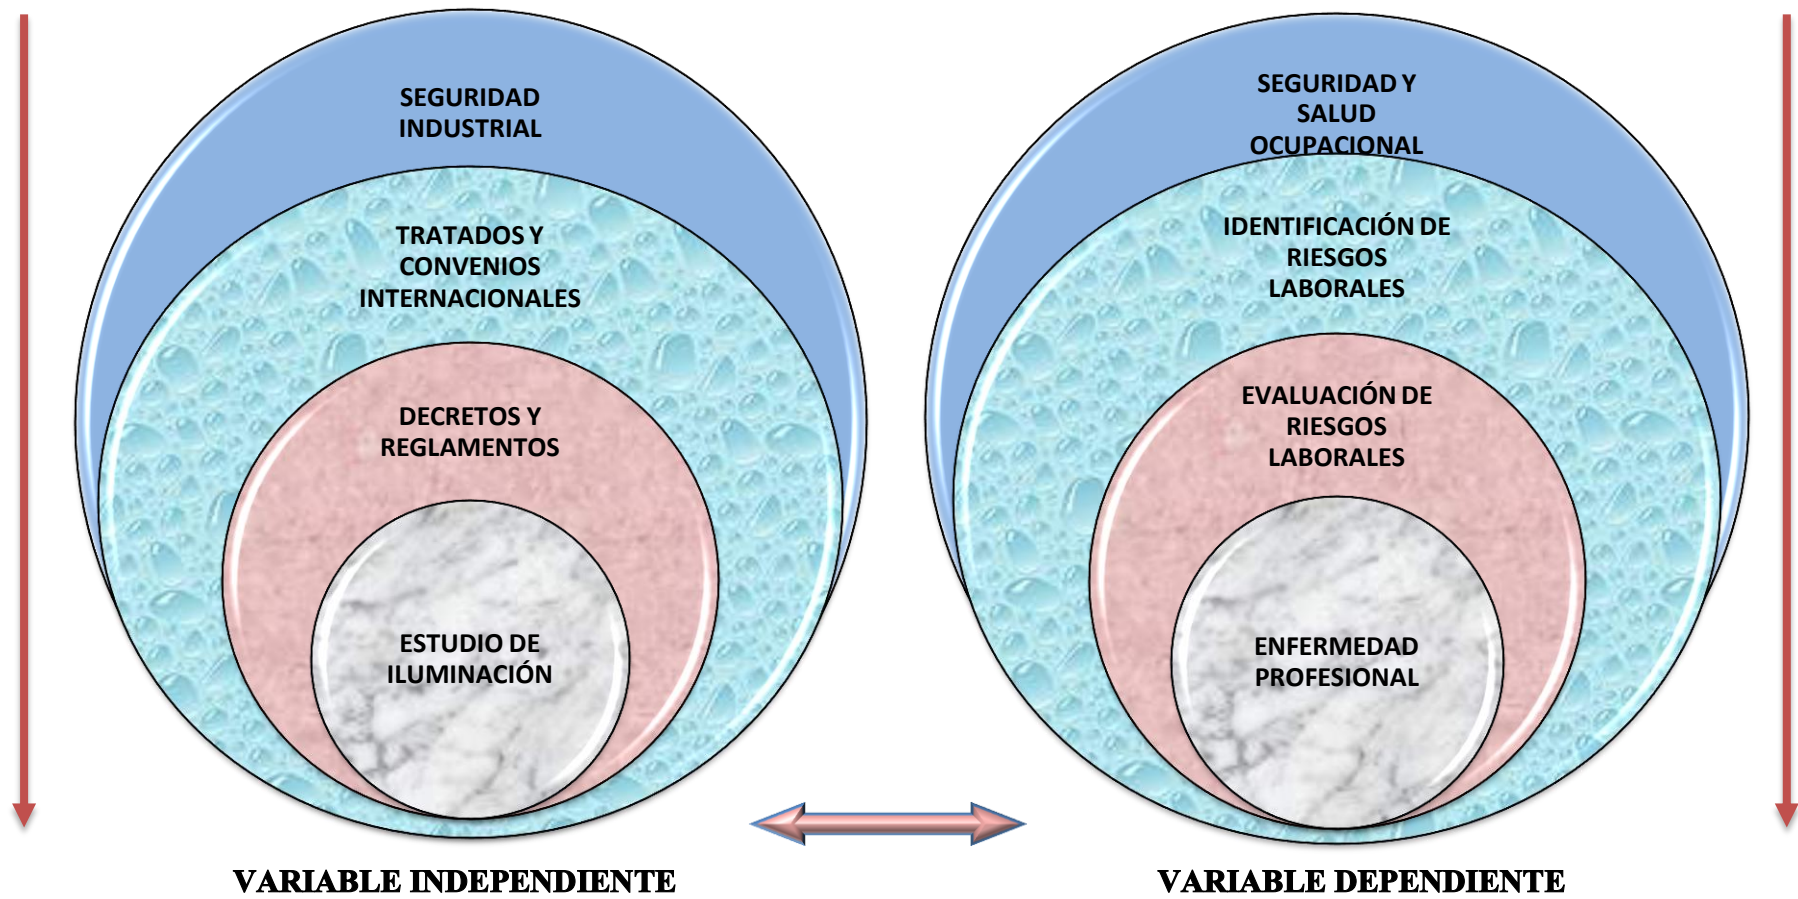 SEGURIDAD
INDUSTRIAL
TRATADOS Y
CONVENIOS
INTERNACIONALES
DECRETOS Y
REGLAMENTOS
ESTUDIO DE
ILUMINACIÓN
VARIABLE INDEPENDIENTE
SEGURIDAD Y
SALUD
OCUPACIONAL
IDENTIFICACIÓN DE
RIESGOS
LABORALES
EVALUACIÓN DE
RIESGOS
LABORALES
ENFERMEDAD
PROFESIONAL
VARIABLE DEPENDIENTE